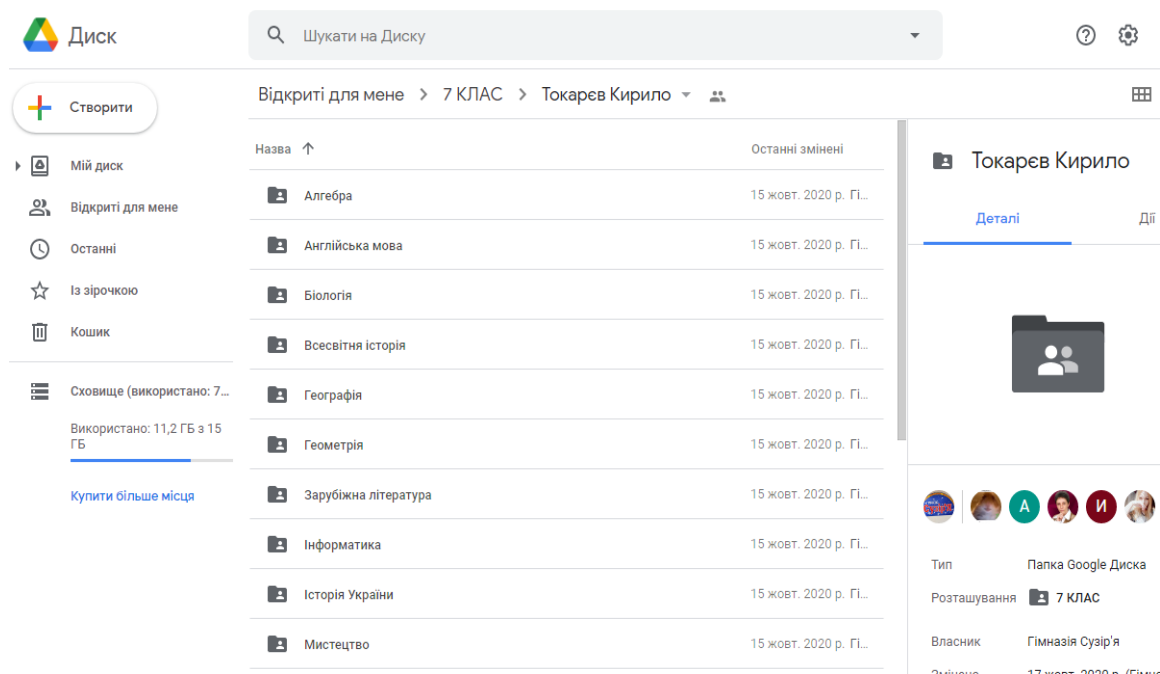 Диск
Шукати на Диску
Створити
Відкриті для мене > 7 КЛАС > Токарєв Кирило
Мій диск
Відкриті для мене
Останні
Із зірочкою
Кошик
Сховище (використано: 7...
Використано: 11,2 ГБ з 15
ГБ
Купити більше місця
Назва Останні змінені
Алгебра 15 жовт. 2020 р. Гі...
Англійська мова 15 жовт. 2020 р. Гі...
Біологія 15 жовт. 2020 р. Гі...
Всесвітня історія 15 жовт. 2020 р. Гі...
Географія 15 жовт. 2020 р. Гі...
Геометрія 15 жовт. 2020 р. Гі...
Зарубіжна література 15 жовт. 2020 р. Гі...
Інформатика 15 жовт. 2020 р. Гі...
Історія України 15 жовт. 2020 р. Гі...
Мистецтво 15 жовт. 2020 р. Гі...
Токарєв Кирило
Деталі Дії
А И
Тип Папка Google Диска
Розташування 7 КЛАС
Власник Гімназія Сузір'я